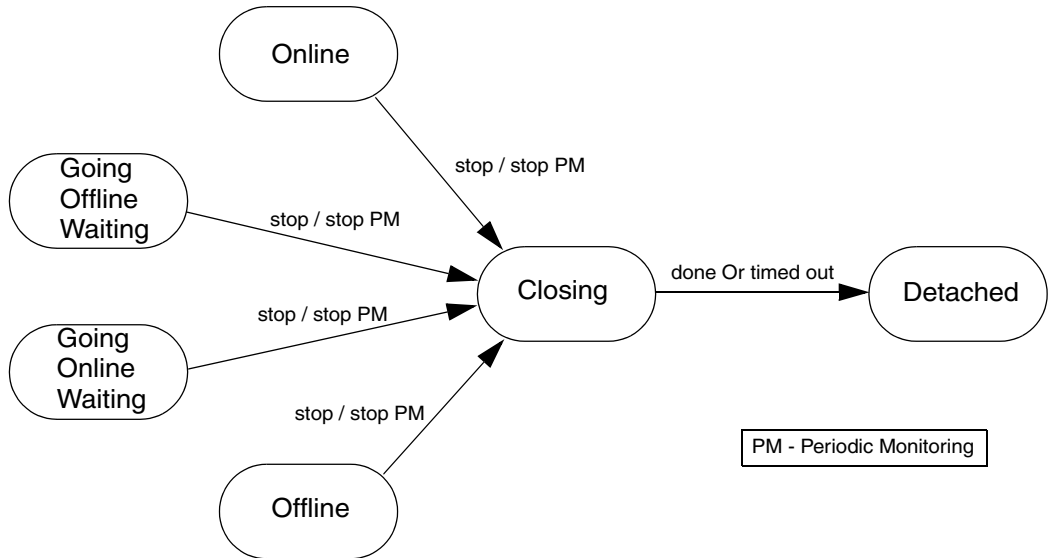 Online
stop / stop PM
Going
Offline
Waiting
stop / stop PM
Closing
done Or timed out
Detached
stop / stop PM
Going
Online
Waiting
stop / stop PM
PM - Periodic Monitoring
Offline